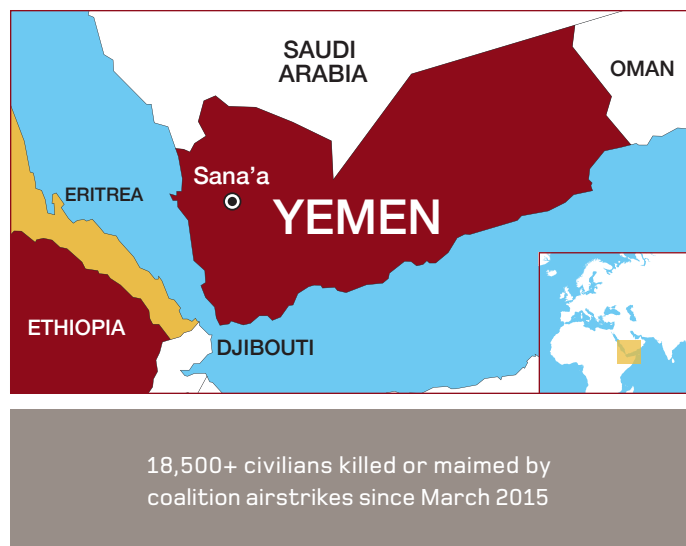 SAUDI
ARABIA
OMAN
Sana’a
ERITREA
YEMEN
ETHIOPIA
DJIBOUTI
18,500+ civilians killed or maimed by
coalition airstrikes since March 2015